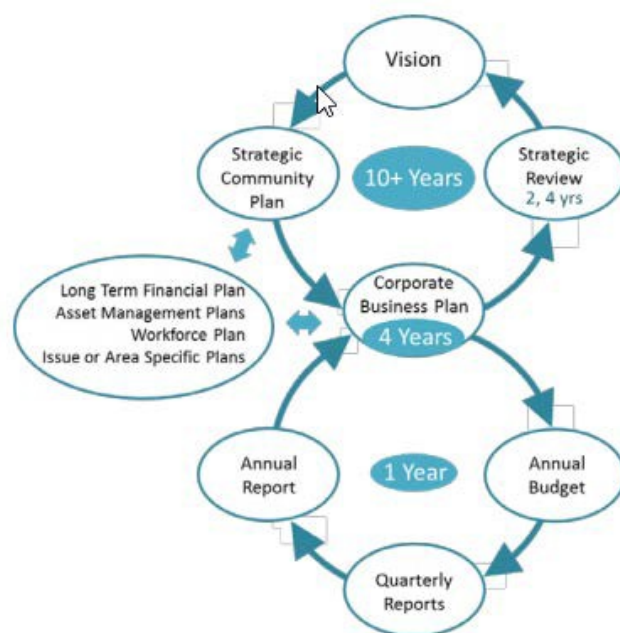 Vision
Strategic
Community
Plan
10+ Years
Strategic
Review
2, 4 yrs
Long Term Financial Plan
Asset Management Plans
Workforce Plan
Issue or Area Specific Plans
Corporate
Business Plan
4 Years
Annual
Report
1 Year
Annual
Budget
Quarterly
Reports